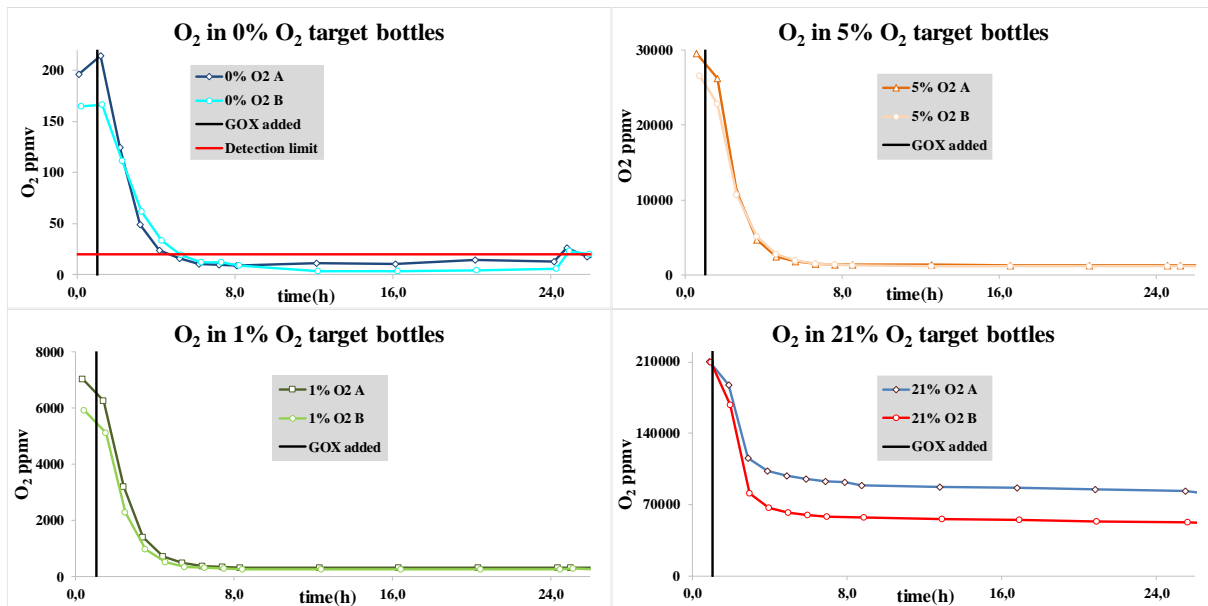 O₂ in 0% O₂ target bottles
O₂ ppmv
200
150
100
50
0
0% O2 A
0% O2 B
GOX added
Detection limit
0,0
8,0
16,0
24,0
time(h)
O₂ in 5% O₂ target bottles
O2 ppmv
30000
20000
10000
0
5% O2 A
5% O2 B
GOX added
0,0
8,0
16,0
24,0
time(h)
O₂ in 1% O₂ target bottles
O₂ ppmv
8000
6000
4000
2000
0
1% O2 A
1% O2 B
GOX added
0,0
8,0
16,0
24,0
time(h)
O₂ in 21% O₂ target bottles
O₂ ppmv
210000
140000
70000
0
21% O2 A
21% O2 B
GOX added
0,0
8,0
16,0
24,0
time(h)